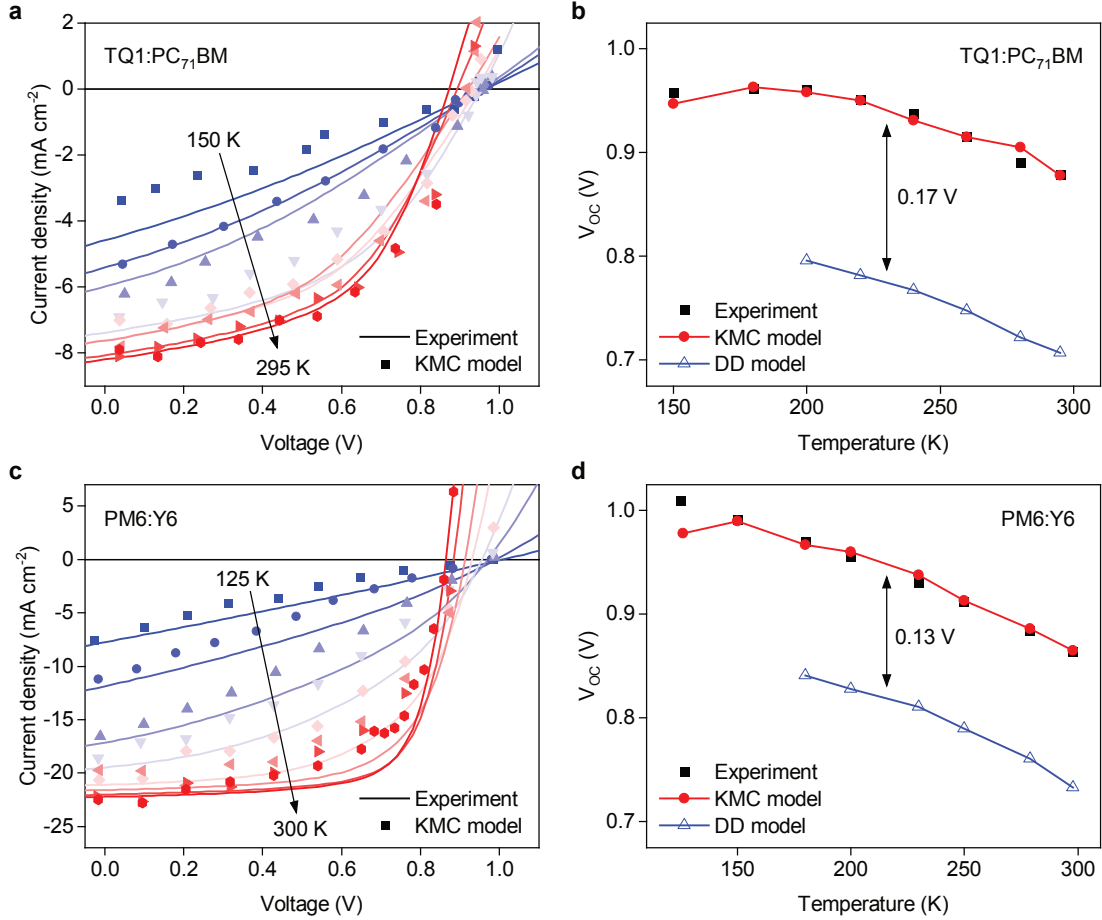 a
TQ1:PC71BM
2
0
-2
-4
-6
-8
150 K
295 K
Experiment
KMC model
0.0 0.2 0.4 0.6 0.8 1.0
Current density (mA cm-2)
Voltage (V)
b
TQ1:PC71BM
1.0
0.9
0.8
0.7
0.17 V
Experiment
KMC model
DD model
150 200 250 300
VOC (V)
Temperature (K)
c
PM6:Y6
5
0
-5
-10
-15
-20
-25
125 K
300 K
Experiment
KMC model
0.0 0.2 0.4 0.6 0.8 1.0
Current density (mA cm-2)
Voltage (V)
d
PM6:Y6
1.0
0.9
0.8
0.7
0.13 V
Experiment
KMC model
DD model
150 200 250 300
VOC (V)
Temperature (K)